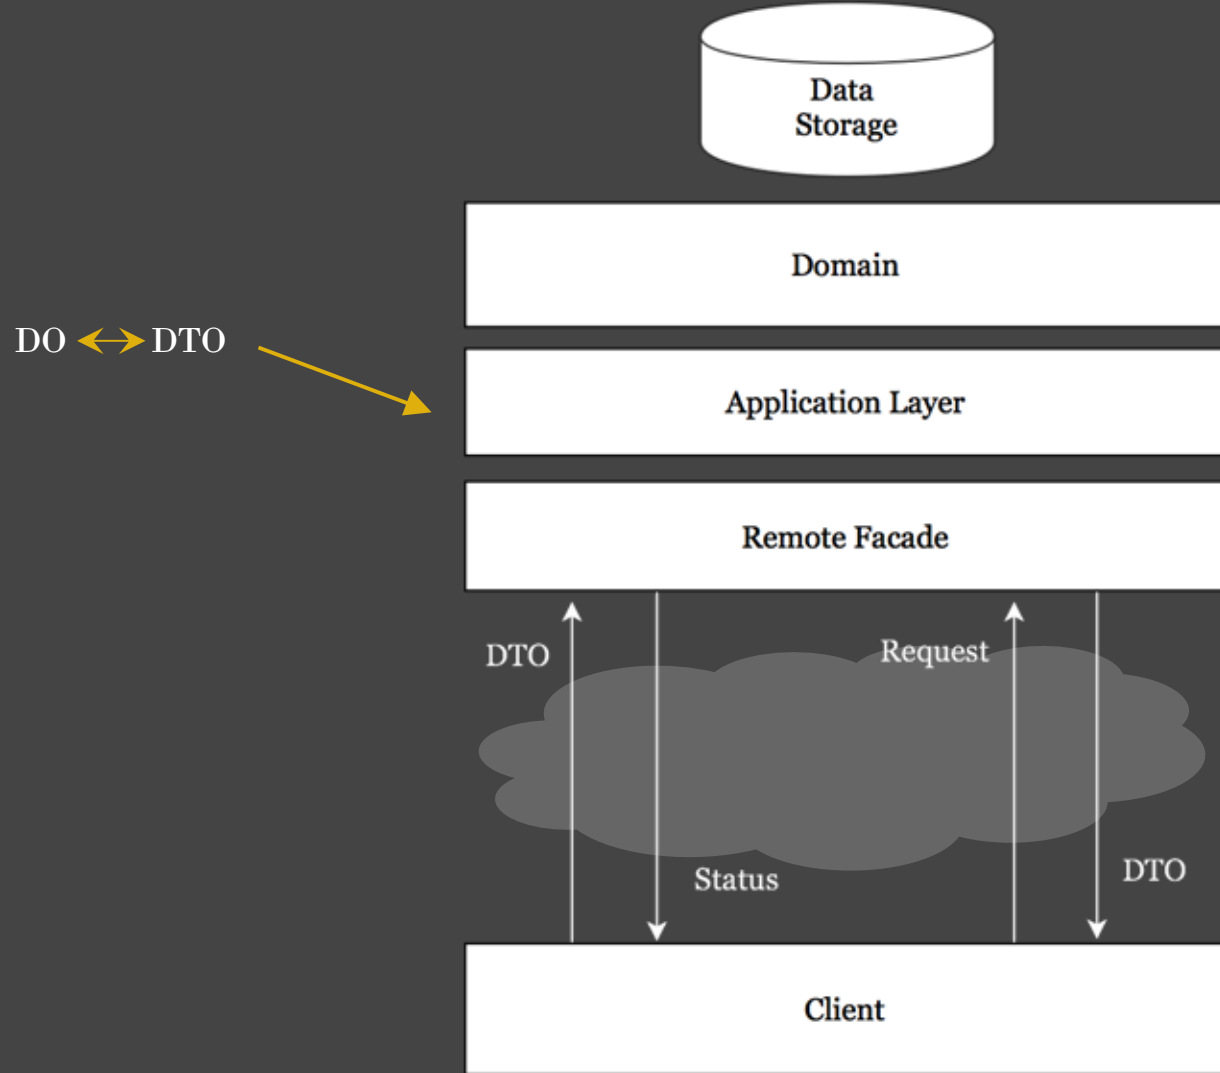 Data
Storage
Domain
DO DTO
Application Layer
Remote Facade
DTO
Request
Status
DTO
Client